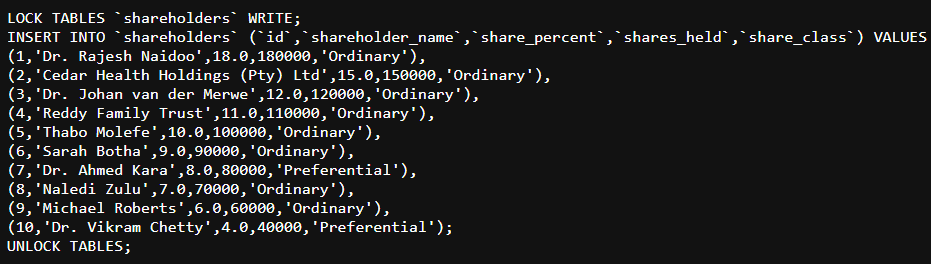 LOCK TABLES `shareholders` WRITE;
INSERT INTO `shareholders` (`id`,`shareholder_name`,`share_percent`,`shares_held`,`share_class`) VALUES
(1,'Dr. Rajesh Naidoo',18.0,180000,'Ordinary'),
(2,'Cedar Health Holdings (Pty) Ltd',15.0,150000,'Ordinary'),
(3,'Dr. Johan van der Merwe',12.0,120000,'Ordinary'),
(4,'Reddy Family Trust',11.0,110000,'Ordinary'),
(5,'Thabo Molefe',10.0,100000,'Ordinary'),
(6,'Sarah Botha',9.0,90000,'Ordinary'),
(7,'Dr. Ahmed Kara',8.0,80000,'Preferential'),
(8,'Naledi Zulu',7.0,70000,'Ordinary'),
(9,'Michael Roberts',6.0,60000,'Ordinary'),
(10,'Dr. Vikram Chetty',4.0,40000,'Preferential');
UNLOCK TABLES;